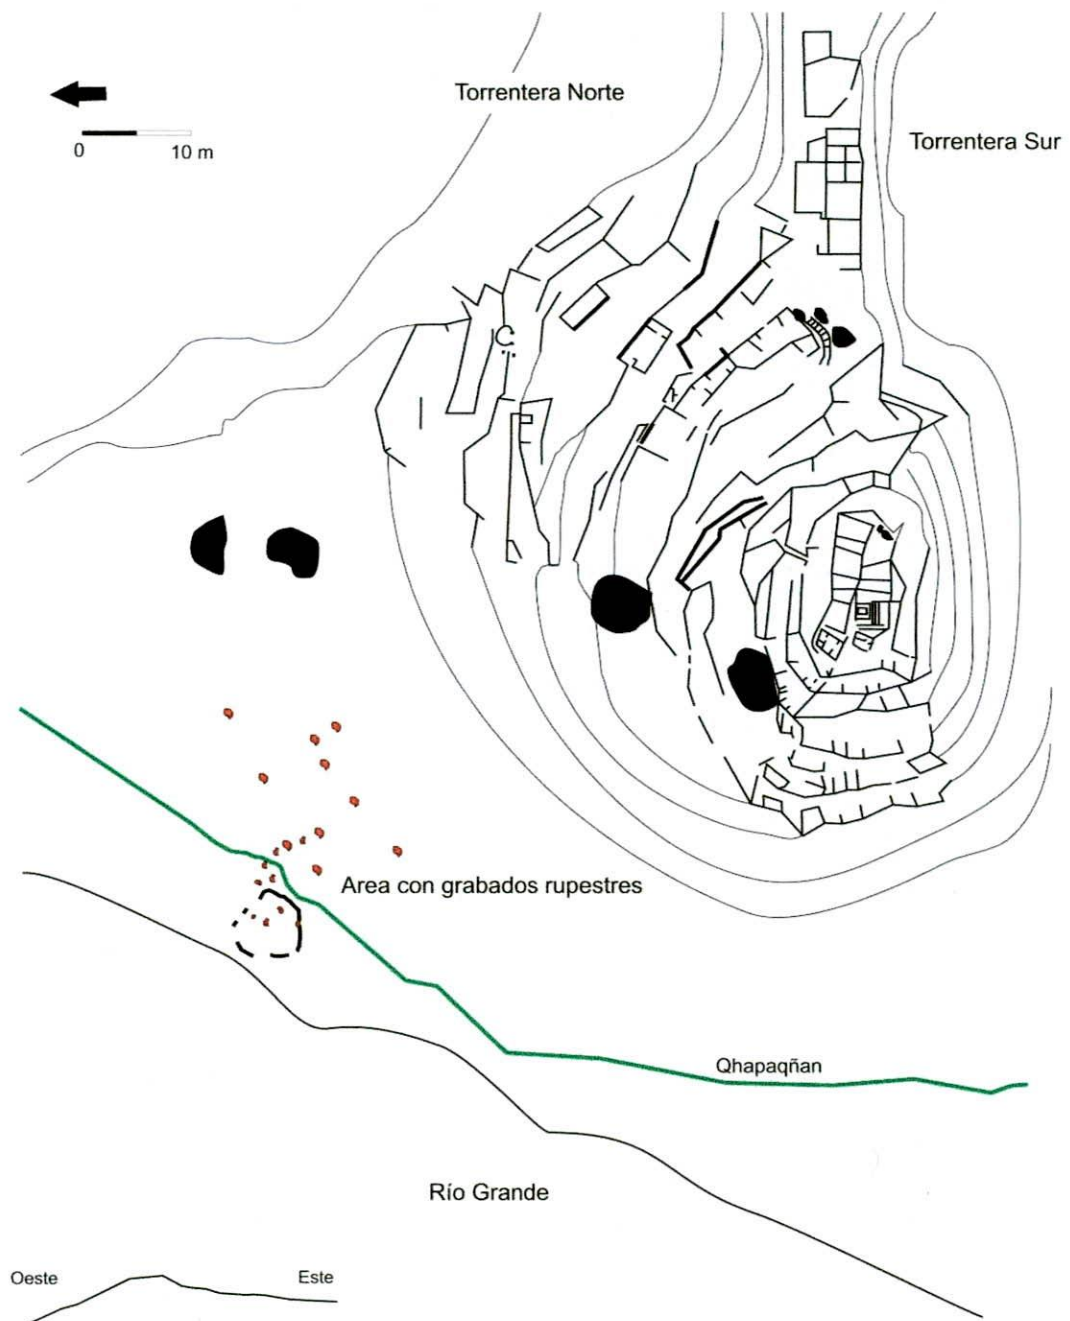 Torrentera Norte
Torrentera Sur
0 10 m
Area con grabados rupestres
Qhapaqñan
Río Grande
Oeste Este